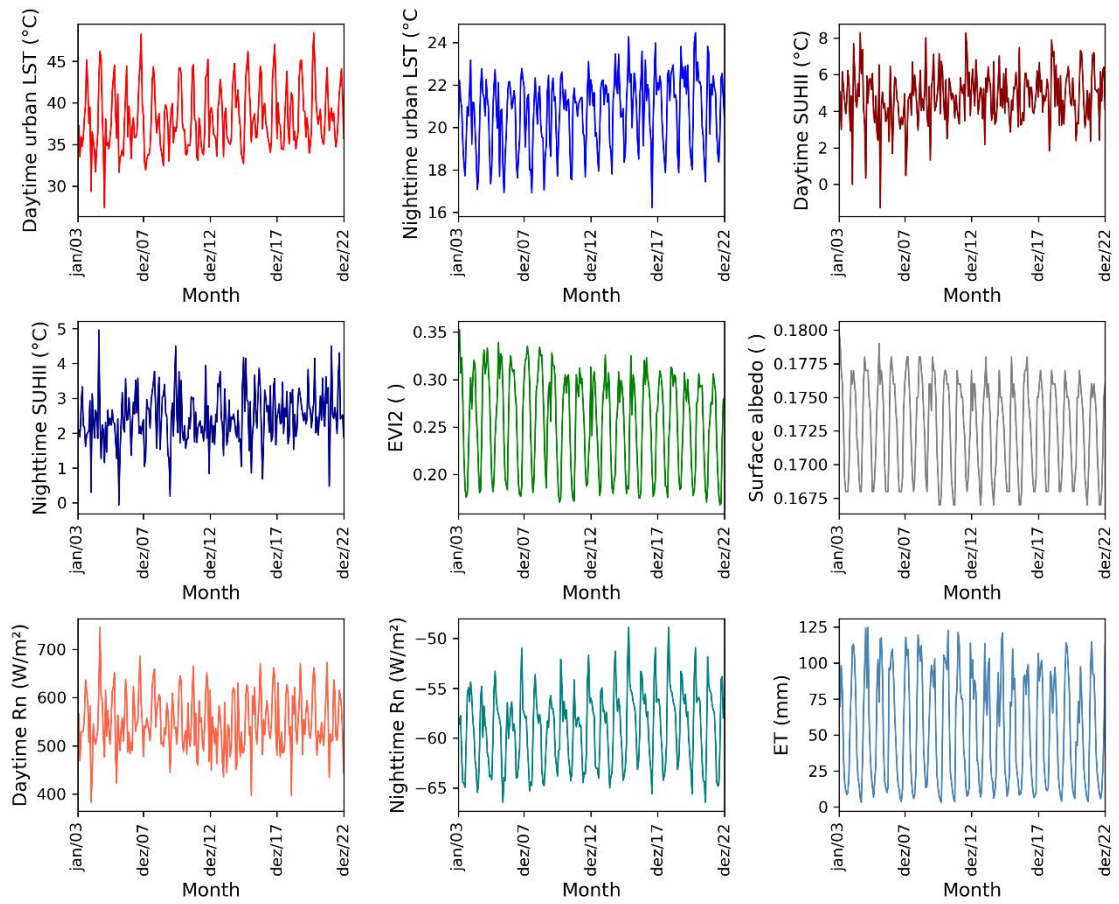 Daytime urban LST (°C)
45
40
35
30
jan/03
dez/07
dez/12
dez/17
dez/22
Month
Nighttime urban LST (°C
24
22
20
18
16
jan/03
dez/07
dez/12
dez/17
dez/22
Month
Daytime SUHII (°C)
8
6
4
2
0
jan/03
dez/07
dez/12
dez/17
dez/22
Month
Nighttime SUHII (°C)
5
4
3
2
1
0
jan/03
dez/07
dez/12
dez/17
dez/22
Month
EVI2 ( )
0.35
0.30
0.25
0.20
jan/03
dez/07
dez/12
dez/17
dez/22
Month
Surface albedo ( )
0.1800
0.1775
0.1750
0.1725
0.1700
0.1675
jan/03
dez/07
dez/12
dez/17
dez/22
Month
Daytime Rn (W/m²)
700
600
500
400
jan/03
dez/07
dez/12
dez/17
dez/22
Month
Nighttime Rn (W/m²)
−50
−55
−60
−65
jan/03
dez/07
dez/12
dez/17
dez/22
Month
ET (mm)
125
100
75
50
25
0
jan/03
dez/07
dez/12
dez/17
dez/22
Month